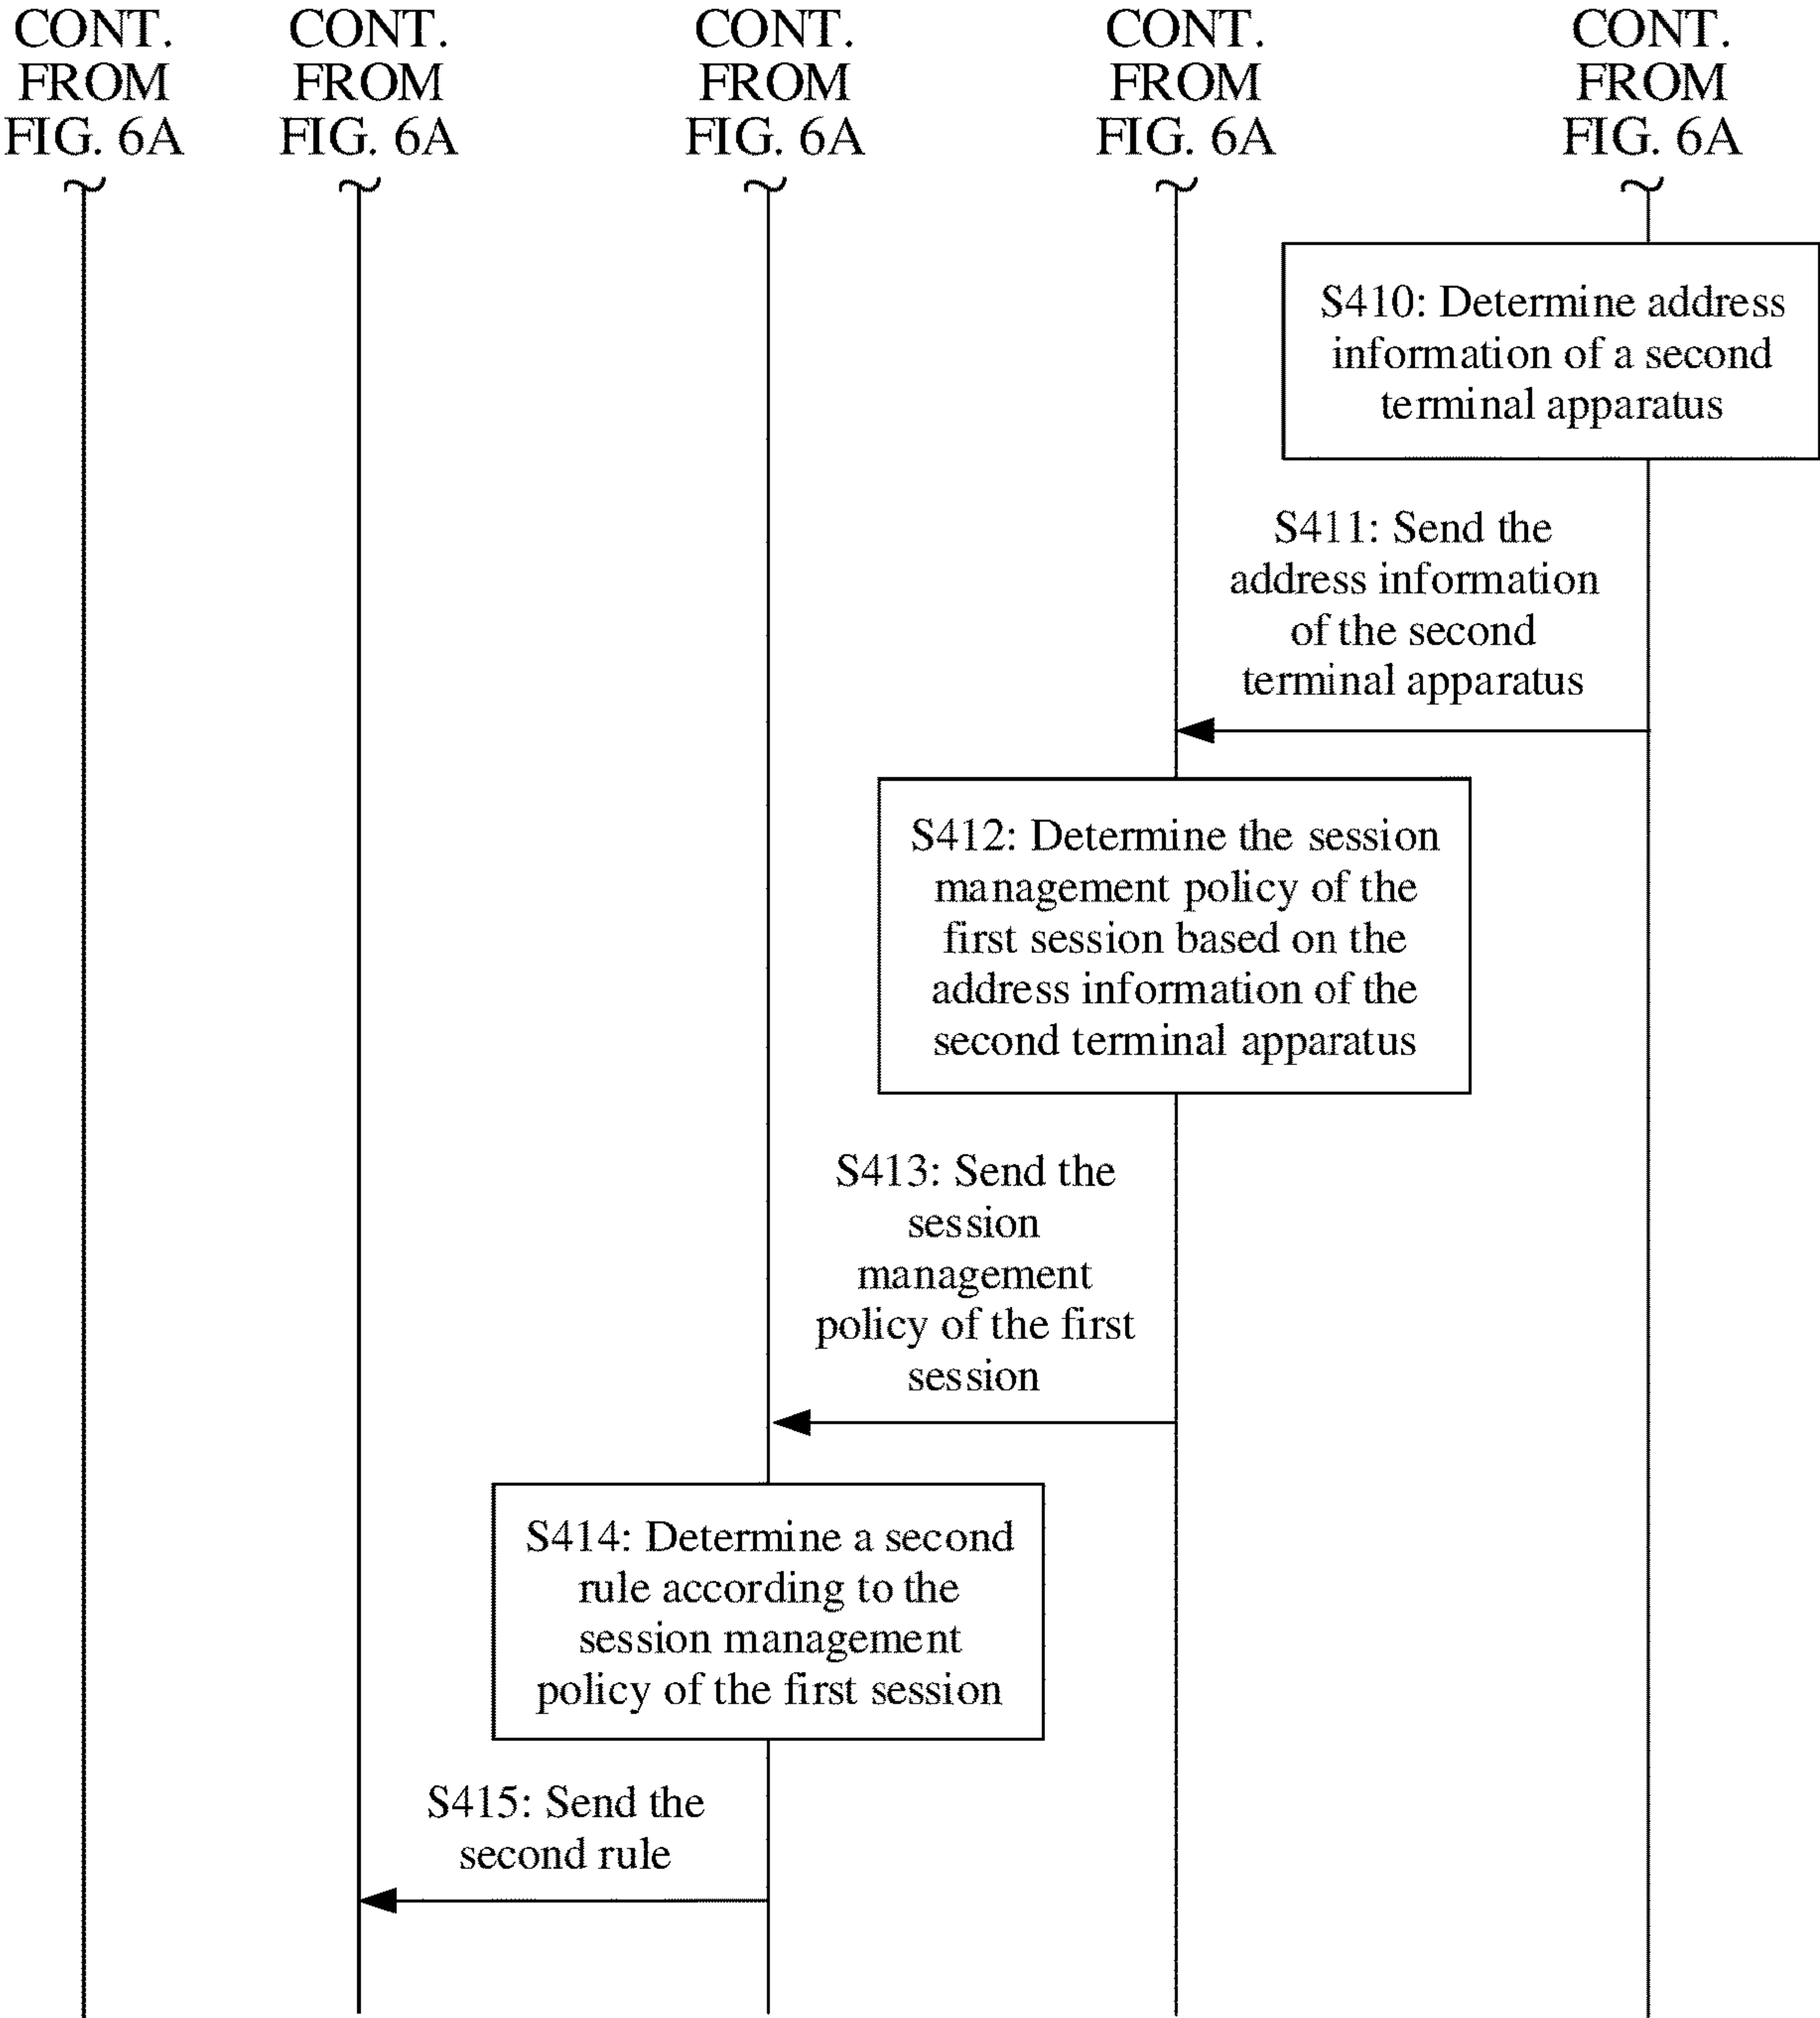 CONT.
FROM
FIG. 6A
CONT.
FROM
FIG. 6A
CONT.
FROM
FIG. 6A
CONT.
FROM
FIG. 6A
CONT.
FROM
FIG. 6A
S410: Determine address
information of a second
terminal apparatus
S411: Send the
address information
of the second
terminal apparatus
S412: Determine the session
management policy of the
first session based on the
address information of the
second terminal apparatus
S413: Send the
session
management
policy of the first
session
S414: Determine a second
rule according to the
session management
policy of the first session
S415: Send the
second rule